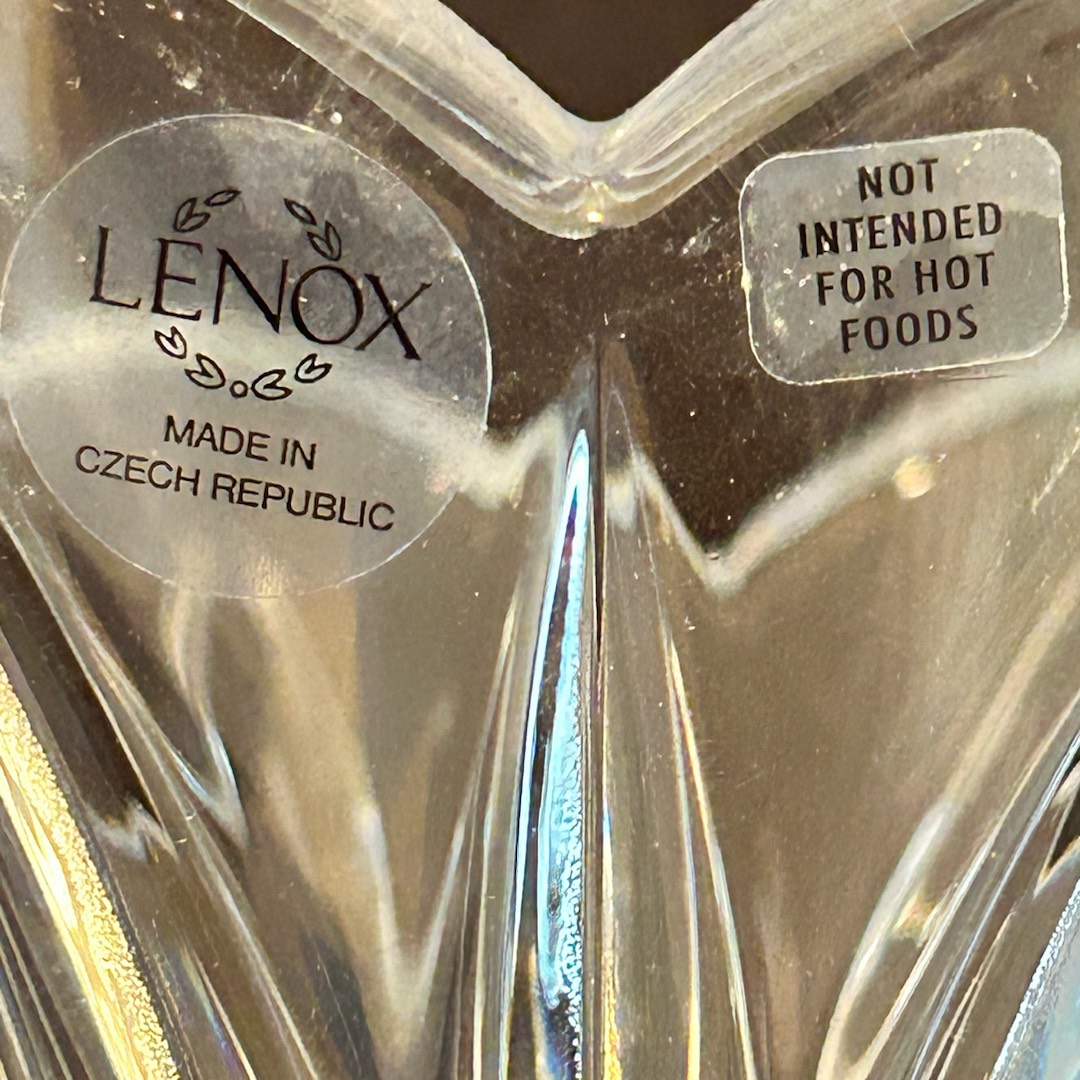 LENOX
MADE IN
CZECH REPUBLIC
NOT
INTENDED
FOR HOT
FOODS